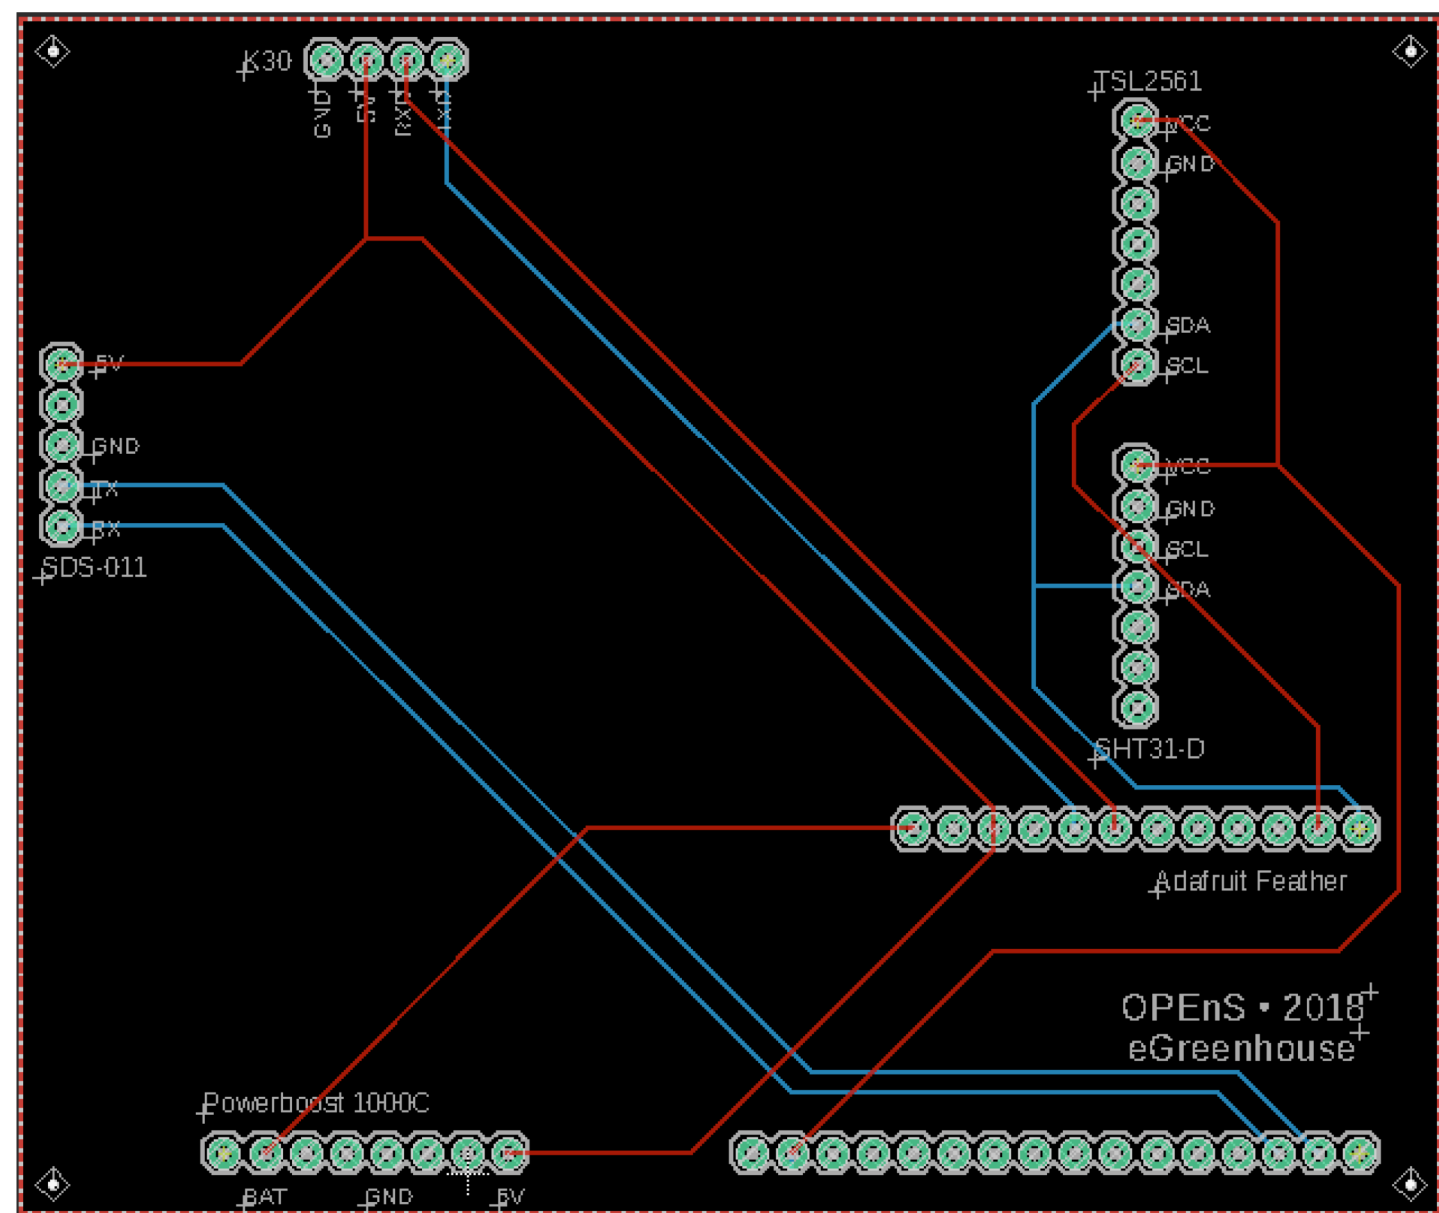 K30
GND
5V
RXD
TXD
TSL2561
VCC
GND
SDA
SCL
5V
GND
TX
RX
SDS-011
VCC
GND
SCL
SDA
SHT31-D
Adafruit Feather
OPEnS • 2018
eGreenhouse
Powerboost 1000C
BAT
GND
5V